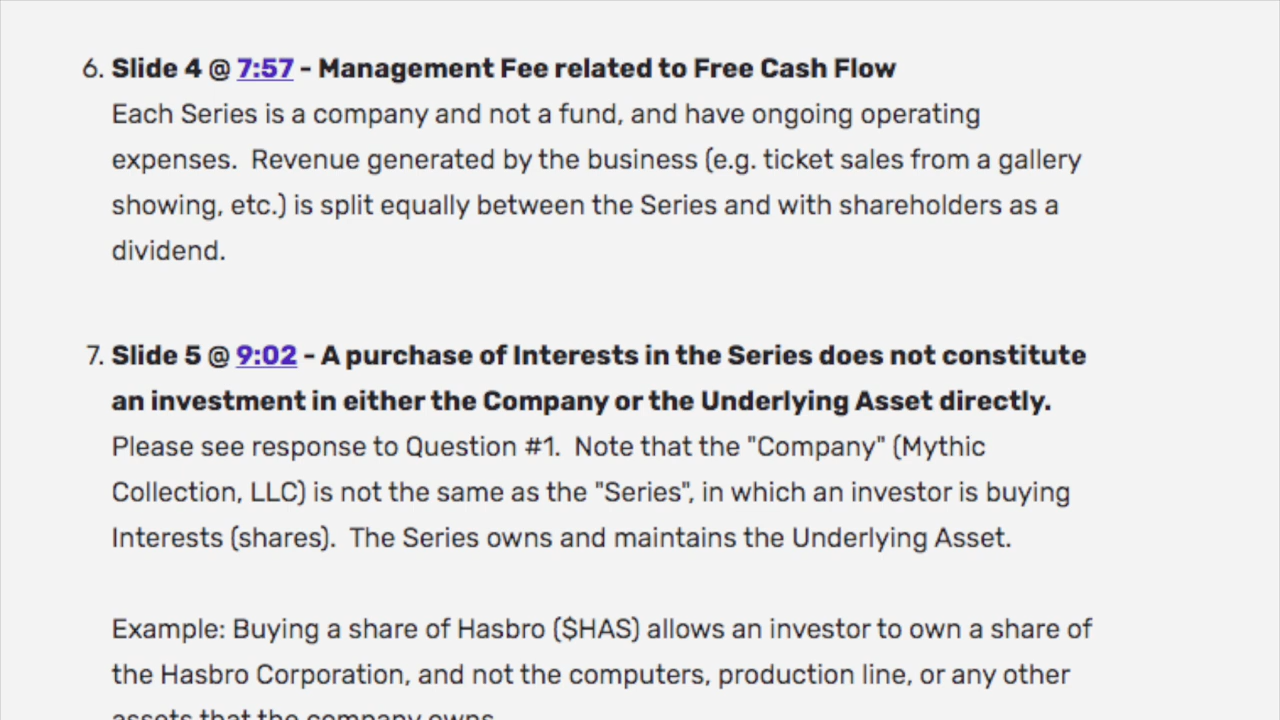 6. Slide 4 @ 7:57 - Management Fee related to Free Cash Flow
Each Series is a company and not a fund, and have ongoing operating
expenses.  Revenue generated by the business (e.g. ticket sales from a gallery
showing, etc.) is split equally between the Series and with shareholders as a
dividend.
7. Slide 5 @ 9:02 - A purchase of Interests in the Series does not constitute
an investment in either the Company or the Underlying Asset directly.
Please see response to Question #1.  Note that the "Company" (Mythic
Collection, LLC) is not the same as the "Series", in which an investor is buying
Interests (shares).  The Series owns and maintains the Underlying Asset.
Example: Buying a share of Hasbro ($HAS) allows an investor to own a share of
the Hasbro Corporation, and not the computers, production line, or any other
assets that the company owns.